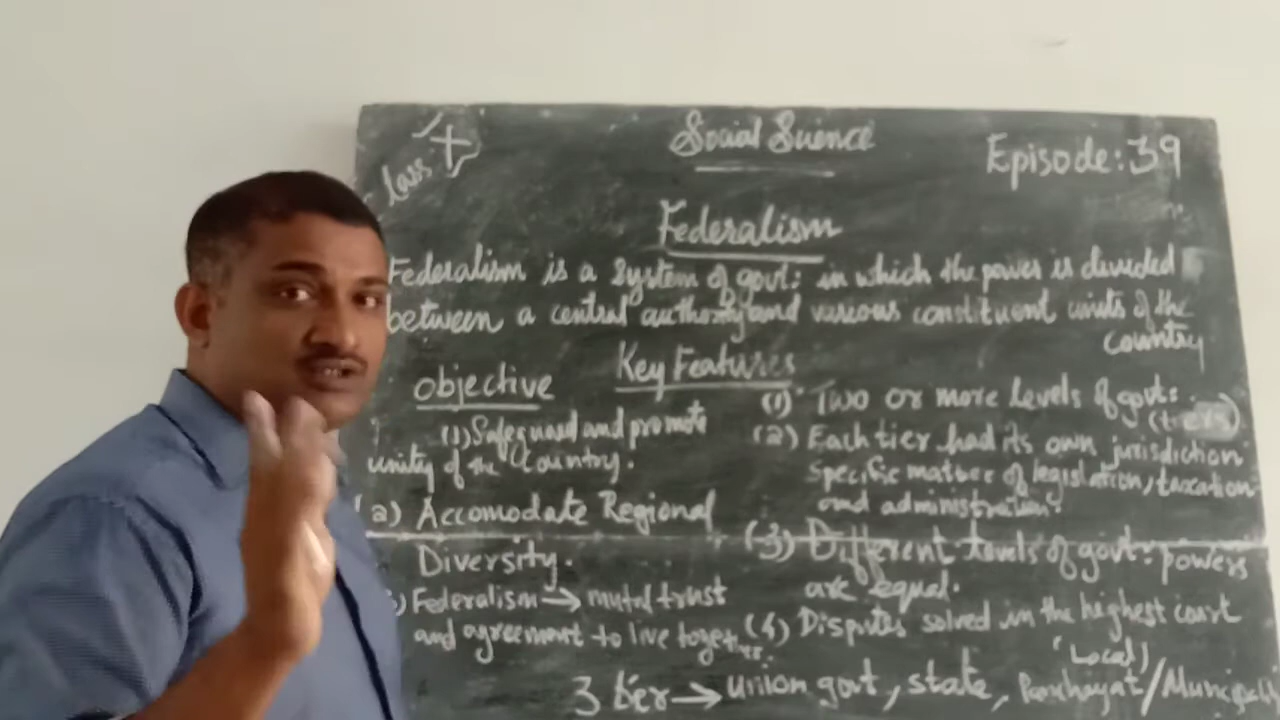 Class X
Social Science
Episode: 39
Federalism
Federalism is a System of govt: in which the power is devided
between a central authority and various constituent units of the
country
Key Features
objective
(1) Safeguard and promote
unity of the Country.
(2) Accomodate Regional
Diversity.
Federalism → mutal trust
and agreement to live together.
(1) Two or more levels of govt:
(tiers)
(2) Each tier had its own jurisdiction
specific matter of legislation, taxation
and administration.
(3) Different levels of govt: powers
are equal.
(4) Disputes solved in the highest court
(Local)
3 tier → union govt, state, Panchayat/